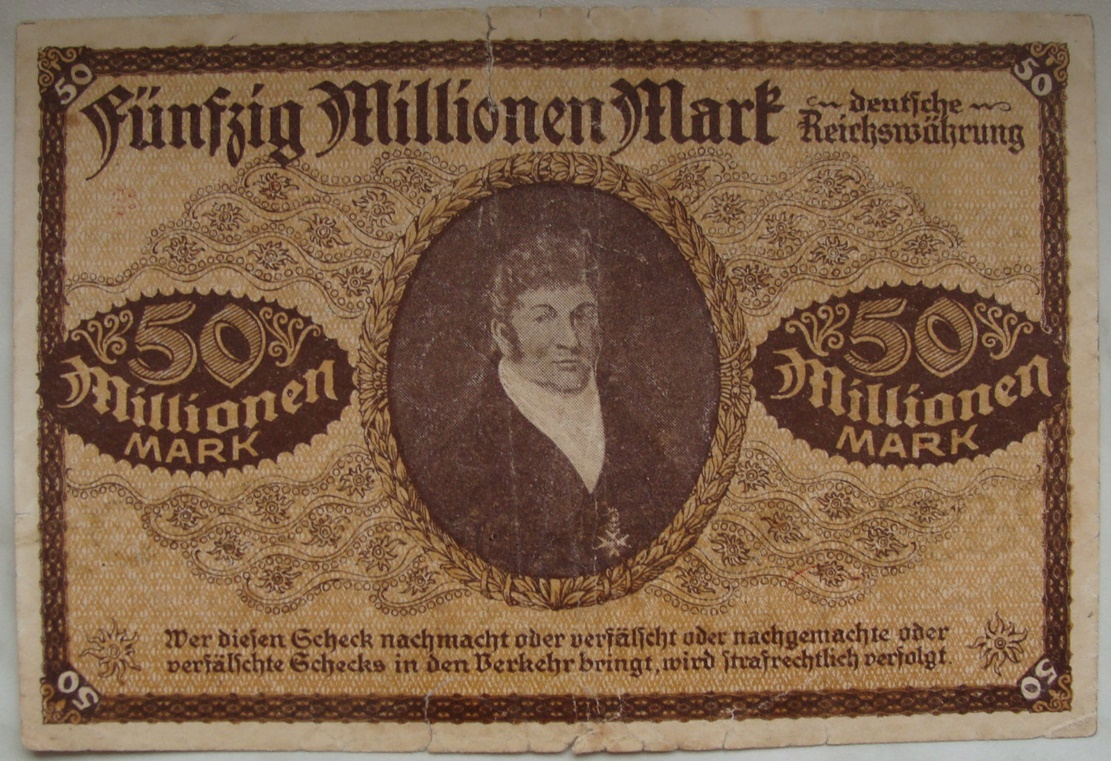 50
50
Fünfzig Millionen Mark
deutsche
Reichswährung
50
Millionen
MARK
50
Millionen
MARK
Wer diesen Scheck nachmacht oder verfälscht oder nachgemachte oder
verfälschte Schecks in den Verkehr bringt, wird strafrechtlich verfolgt.
50
50